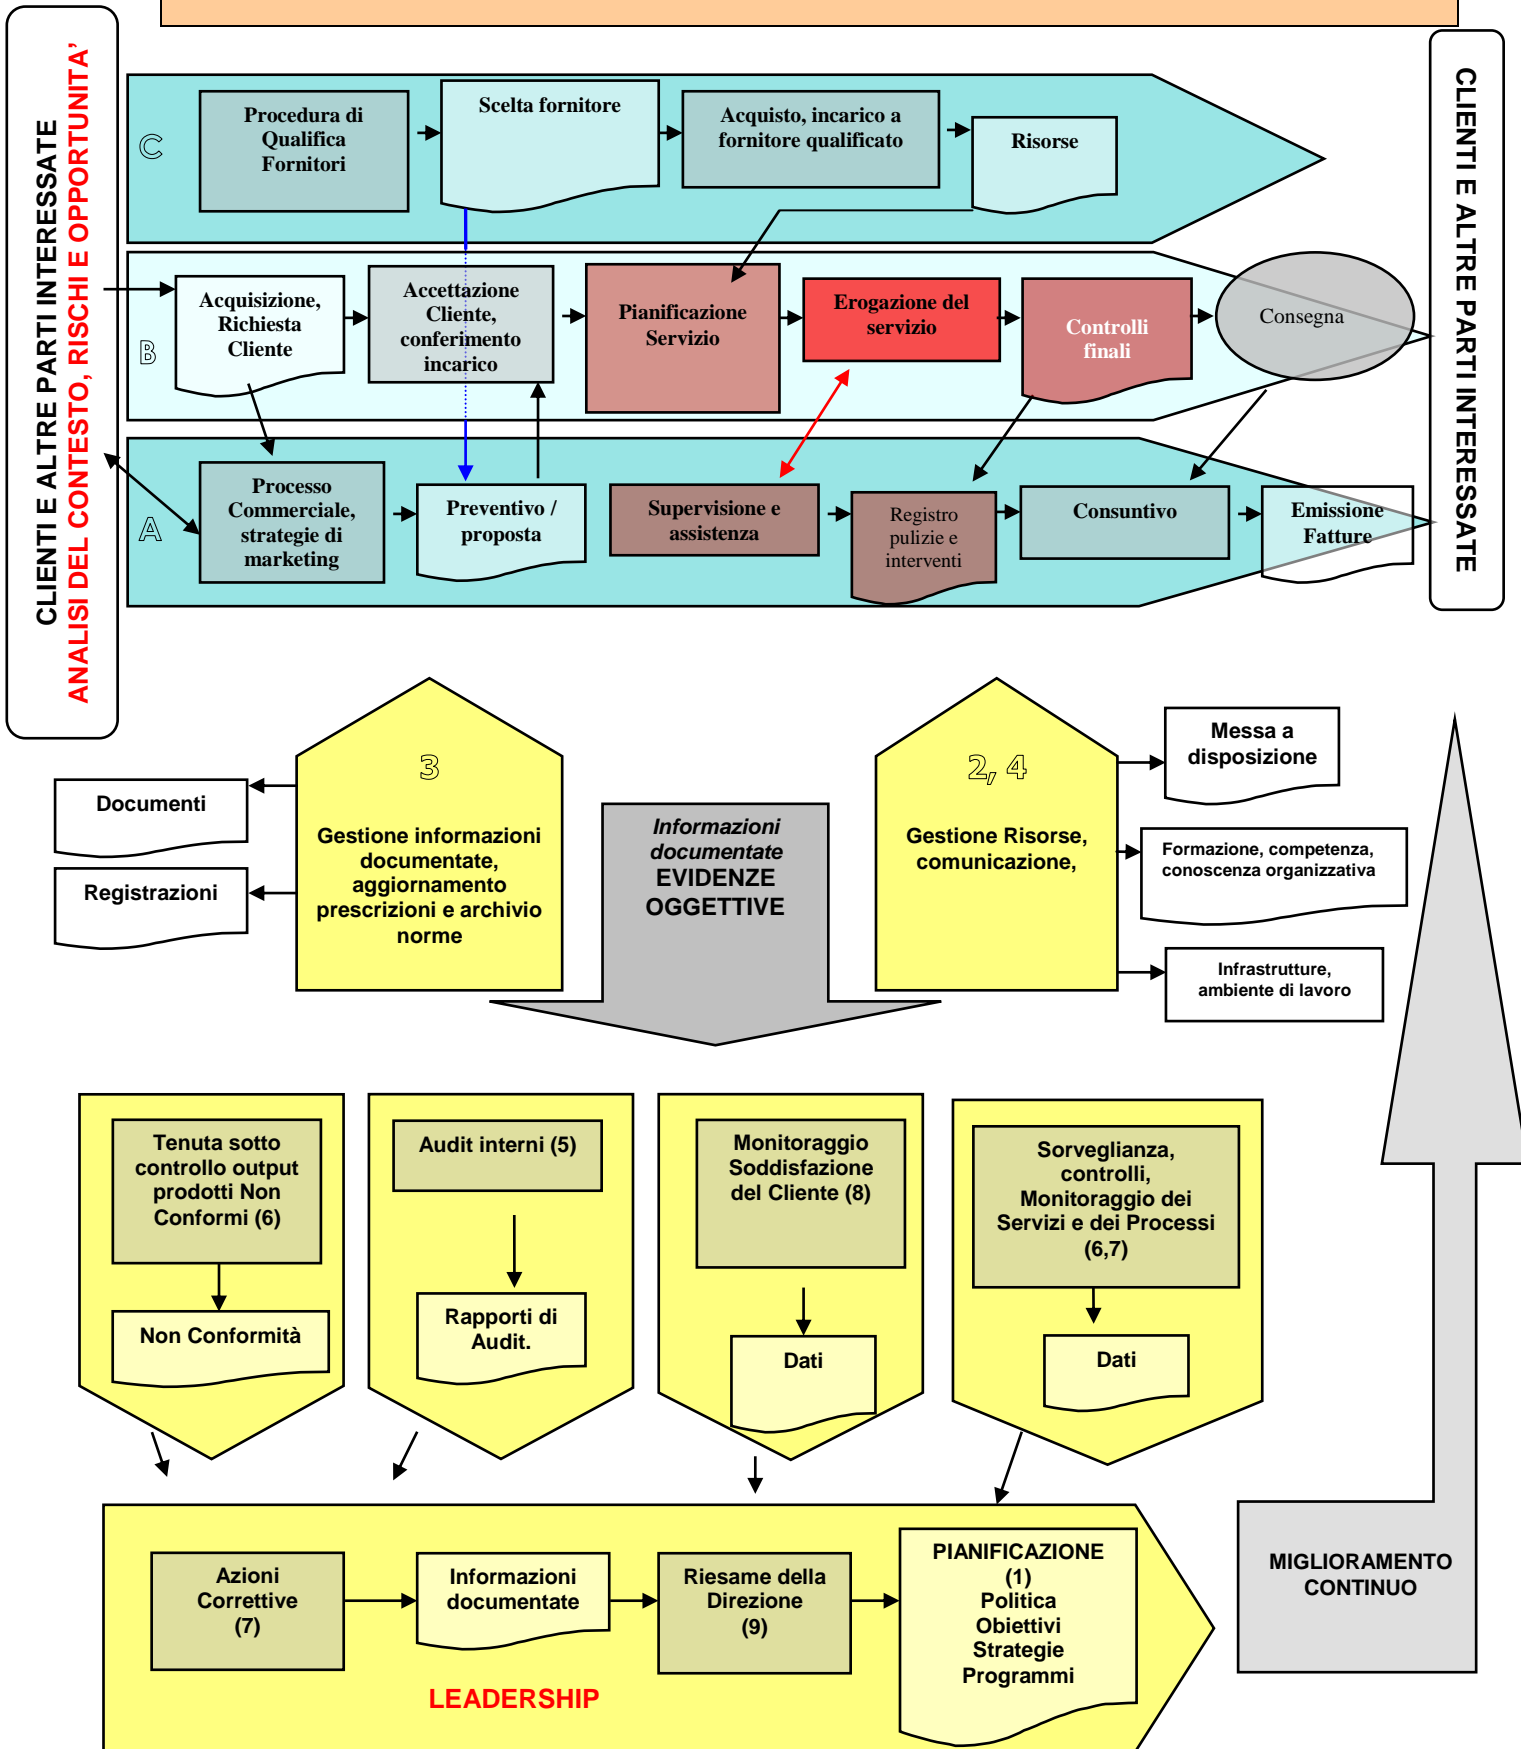 CLIENTI E ALTRE PARTI INTERESSATE
ANALISI DEL CONTESTO, RISCHI E OPPORTUNITA'
C
Procedura di
Qualifica
Fornitori
Scelta fornitore
Acquisto, incarico a
fornitore qualificato
Risorse
CLIENTI E ALTRE PARTI INTERESSATE
B
Acquisizione,
Richiesta
Cliente
Accettazione
Cliente,
conferimento
incarico
Pianificazione
Servizio
Erogazione del
servizio
Controlli
finali
Consegna
A
Processo
Commerciale,
strategie di
marketing
Preventivo /
proposta
Supervisione e
assistenza
Registro
pulizie e
interventi
Consuntivo
Emissione
Fatture
3
Gestione informazioni
documentate,
aggiornamento
prescrizioni e archivio
norme
Documenti
Registrazioni
Informazioni
documentate
EVIDENZE
OGGETTIVE
2, 4
Gestione Risorse,
comunicazione,
Messa a
disposizione
Formazione, competenza,
conoscenza organizzativa
Infrastrutture,
ambiente di lavoro
Tenuta sotto
controllo output
prodotti Non
Conformi (6)
Non Conformità
Audit interni (5)
Rapporti di
Audit.
Monitoraggio
Soddisfazione
del Cliente (8)
Dati
Sorveglianza,
controlli,
Monitoraggio dei
Servizi e dei Processi
(6,7)
Dati
Azioni
Correttive
(7)
Informazioni
documentate
Riesame della
Direzione
(9)
PIANIFICAZIONE
(1)
Politica
Obiettivi
Strategie
Programmi
LEADERSHIP
MIGLIORAMENTO
CONTINUO